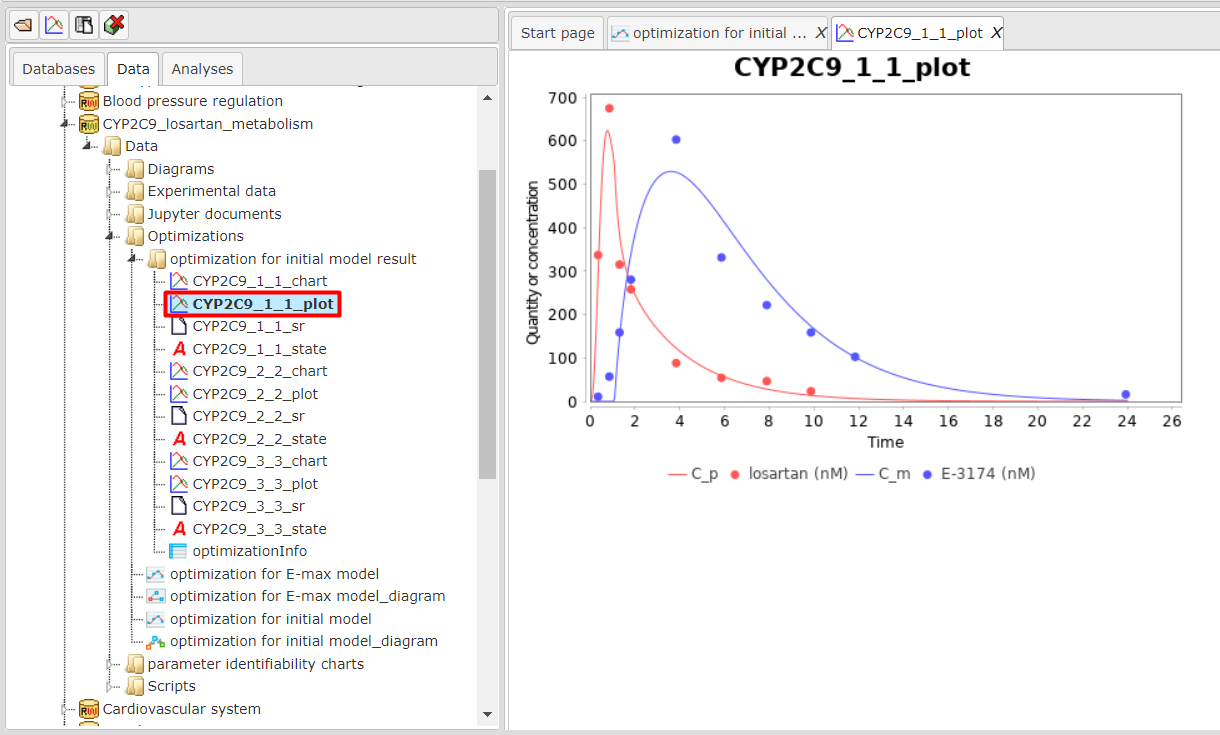 Databases Data Analyses
Blood pressure regulation
CYP2C9_losartan_metabolism
Data
Diagrams
Experimental data
Jupyter documents
Optimizations
optimization for initial model result
CYP2C9_1_1_chart
CYP2C9_1_1_plot
CYP2C9_1_1_sr
CYP2C9_1_1_state
CYP2C9_2_2_chart
CYP2C9_2_2_plot
CYP2C9_2_2_sr
CYP2C9_2_2_state
CYP2C9_3_3_chart
CYP2C9_3_3_plot
CYP2C9_3_3_sr
CYP2C9_3_3_state
optimizationInfo
optimization for E-max model
optimization for E-max model_diagram
optimization for initial model
optimization for initial model_diagram
parameter identifiability charts
Scripts
Cardiovascular system
Start page optimization for initial ... X CYP2C9_1_1_plot X
CYP2C9_1_1_plot
Quantity or concentration
700
600
500
400
300
200
100
0
0 2 4 6 8 10 12 14 16 18 20 22 24 26
Time
C_p losartan (nM) C_m E-3174 (nM)